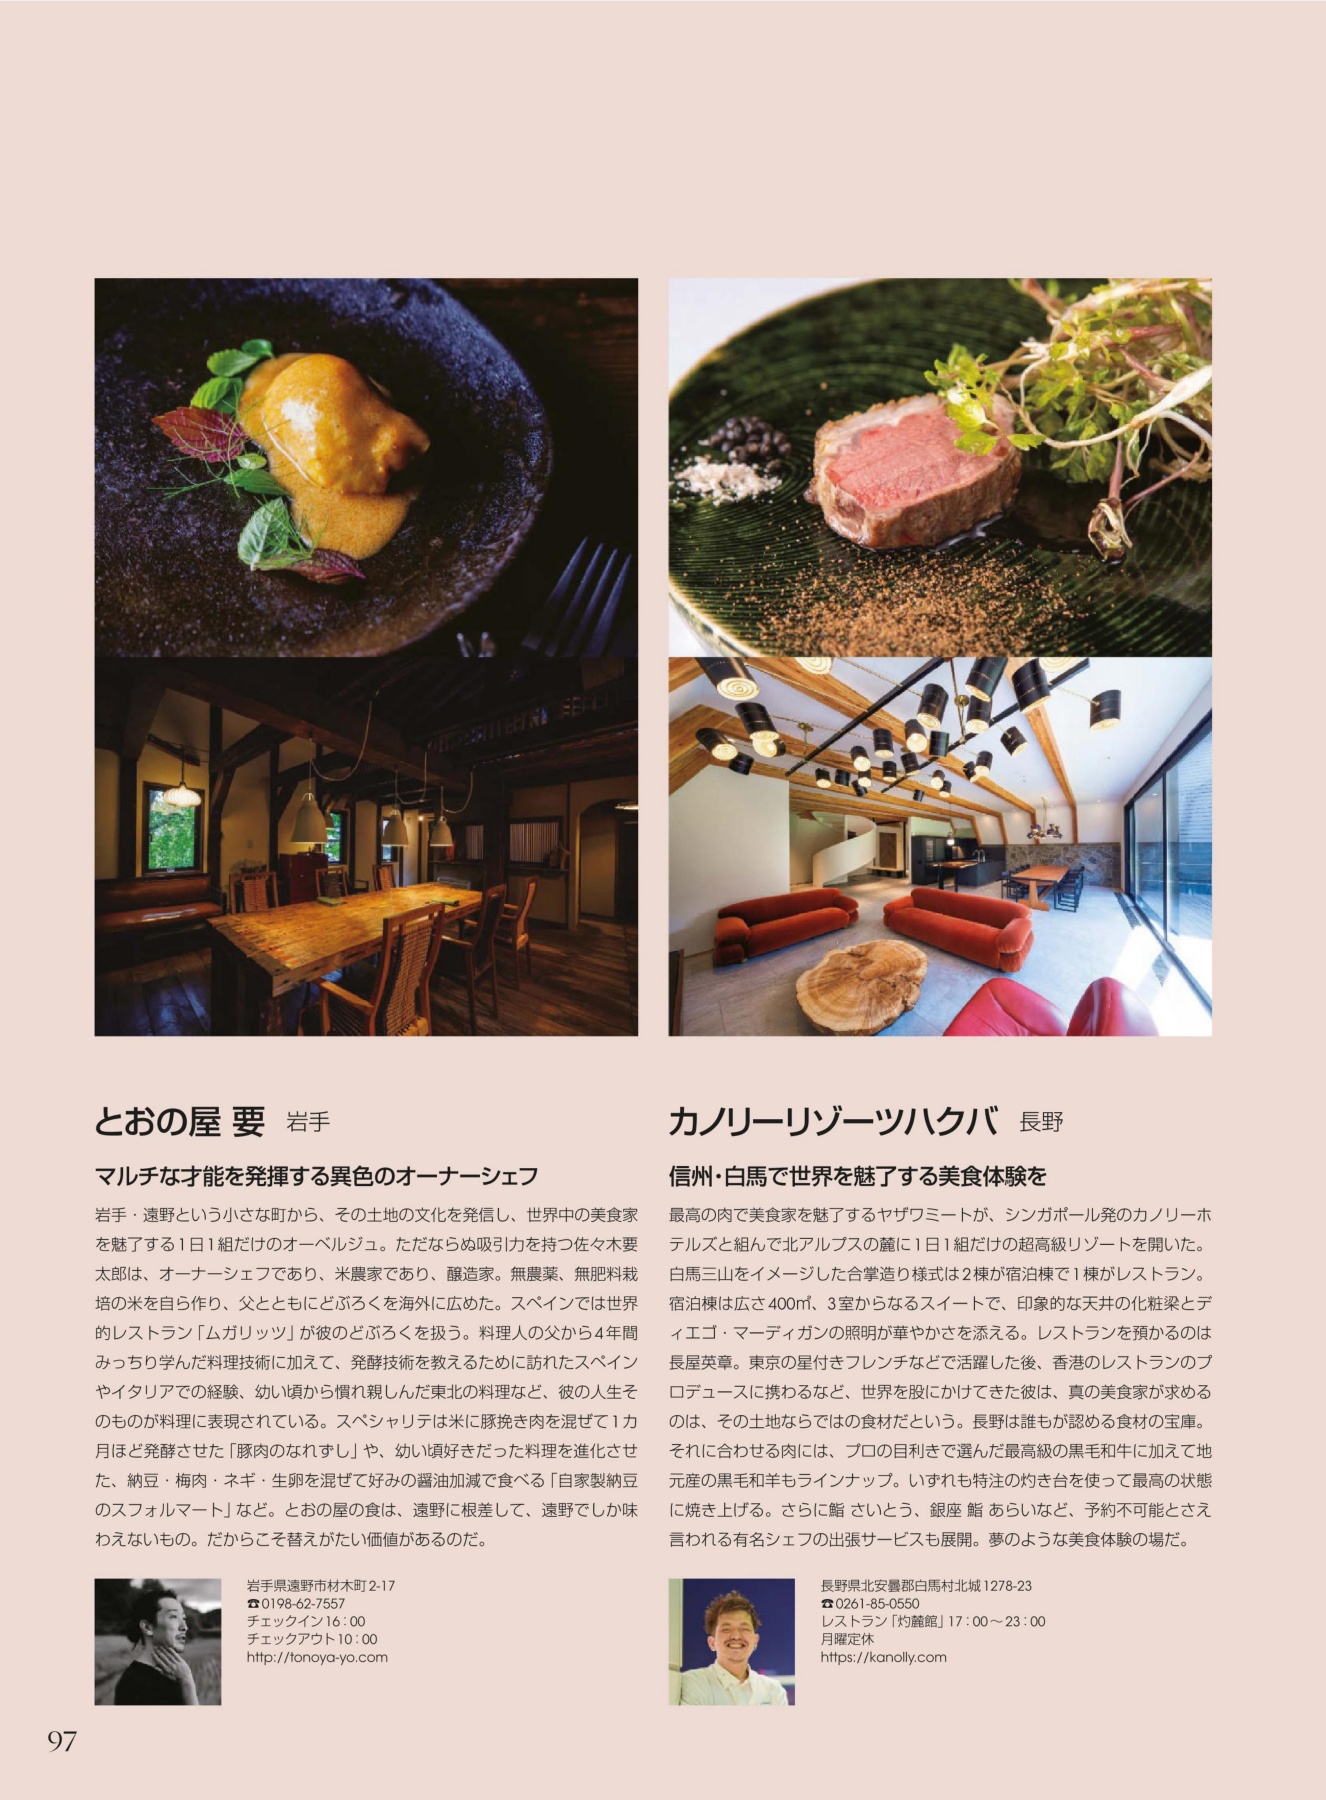 とおの屋 要 岩手
マルチな才能を発揮する異色のオーナーシェフ
岩手・遠野という小さな町から、その土地の文化を発信し、世界中の美食家
を魅了する1日1組だけのオーベルジュ。ただならぬ吸引力を持つ佐々木要
太郎は、オーナーシェフであり、米農家であり、醸造家。無農薬、無肥料栽
培の米を自ら作り、父とともにどぶろくを海外に広めた。スペインでは世界
的レストラン「ムガリッツ」が彼のどぶろくを扱う。料理人の父から4年間
みっちり学んだ料理技術に加えて、発酵技術を教えるために訪れたスペイン
やイタリアでの経験、幼い頃から慣れ親しんだ東北の料理など、彼の人生そ
のものが料理に表現されている。スペシャリテは米に豚挽き肉を混ぜて1カ
月ほど発酵させた「豚肉のなれずし」や、幼い頃好きだった料理を進化させ
た、納豆・梅肉・ネギ・生卵を混ぜて好みの醤油加減で食べる「自家製納豆
のスフォルマート」など。とおの屋の食は、遠野に根差して、遠野でしか味
わえないもの。だからこそ替えがたい価値があるのだ。
岩手県遠野市材木町2-17
☎0198-62-7557
チェックイン16：00
チェックアウト10：00
http://tonoya-yo.com
カノリーリゾーツハクバ 長野
信州・白馬で世界を魅了する美食体験を
最高の肉で美食家を魅了するヤザワミートが、シンガポール発のカノリーホ
テルズと組んで北アルプスの麓に1日1組だけの超高級リゾートを開いた。
白馬三山をイメージした合掌造り様式は2棟が宿泊棟で1棟がレストラン。
宿泊棟は広さ400㎡、3室からなるスイートで、印象的な天井の化粧梁とデ
ィエゴ・マーディガンの照明が華やかさを添える。レストランを預かるのは
長屋英章。東京の星付きフレンチなどで活躍した後、香港のレストランのプ
ロデュースに携わるなど、世界を股にかけてきた彼は、真の美食家が求める
のは、その土地ならではの食材だという。長野は誰もが認める食材の宝庫。
それに合わせる肉には、プロの目利きで選んだ最高級の黒毛和牛に加えて地
元産の黒毛和羊もラインナップ。いずれも特注の灼き台を使って最高の状態
に焼き上げる。さらに鮨 さいとう、銀座 鮨 あらいなど、予約不可能とさえ
言われる有名シェフの出張サービスも展開。夢のような美食体験の場だ。
長野県北安曇郡白馬村北城1278-23
☎0261-85-0550
レストラン「灼麓館」17：00～23：00
月曜定休
https://kanolly.com
97